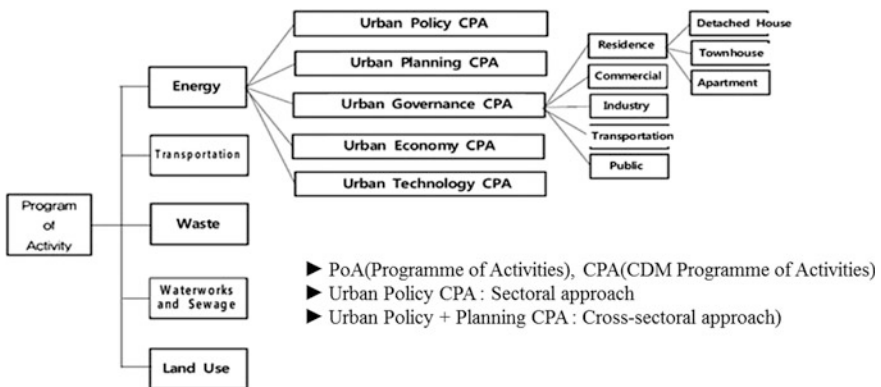 Program
of
Activity
Energy
Transportation
Waste
Waterworks
and Sewage
Land Use
Urban Policy CPA
Urban Planning CPA
Urban Governance CPA
Urban Economy CPA
Urban Technology CPA
Residence
Commercial
Industry
Transportation
Public
Detached House
Townhouse
Apartment
► PoA(Programme of Activities), CPA(CDM Programme of Activities)
► Urban Policy CPA : Sectoral approach
► Urban Policy + Planning CPA : Cross-sectoral approach)